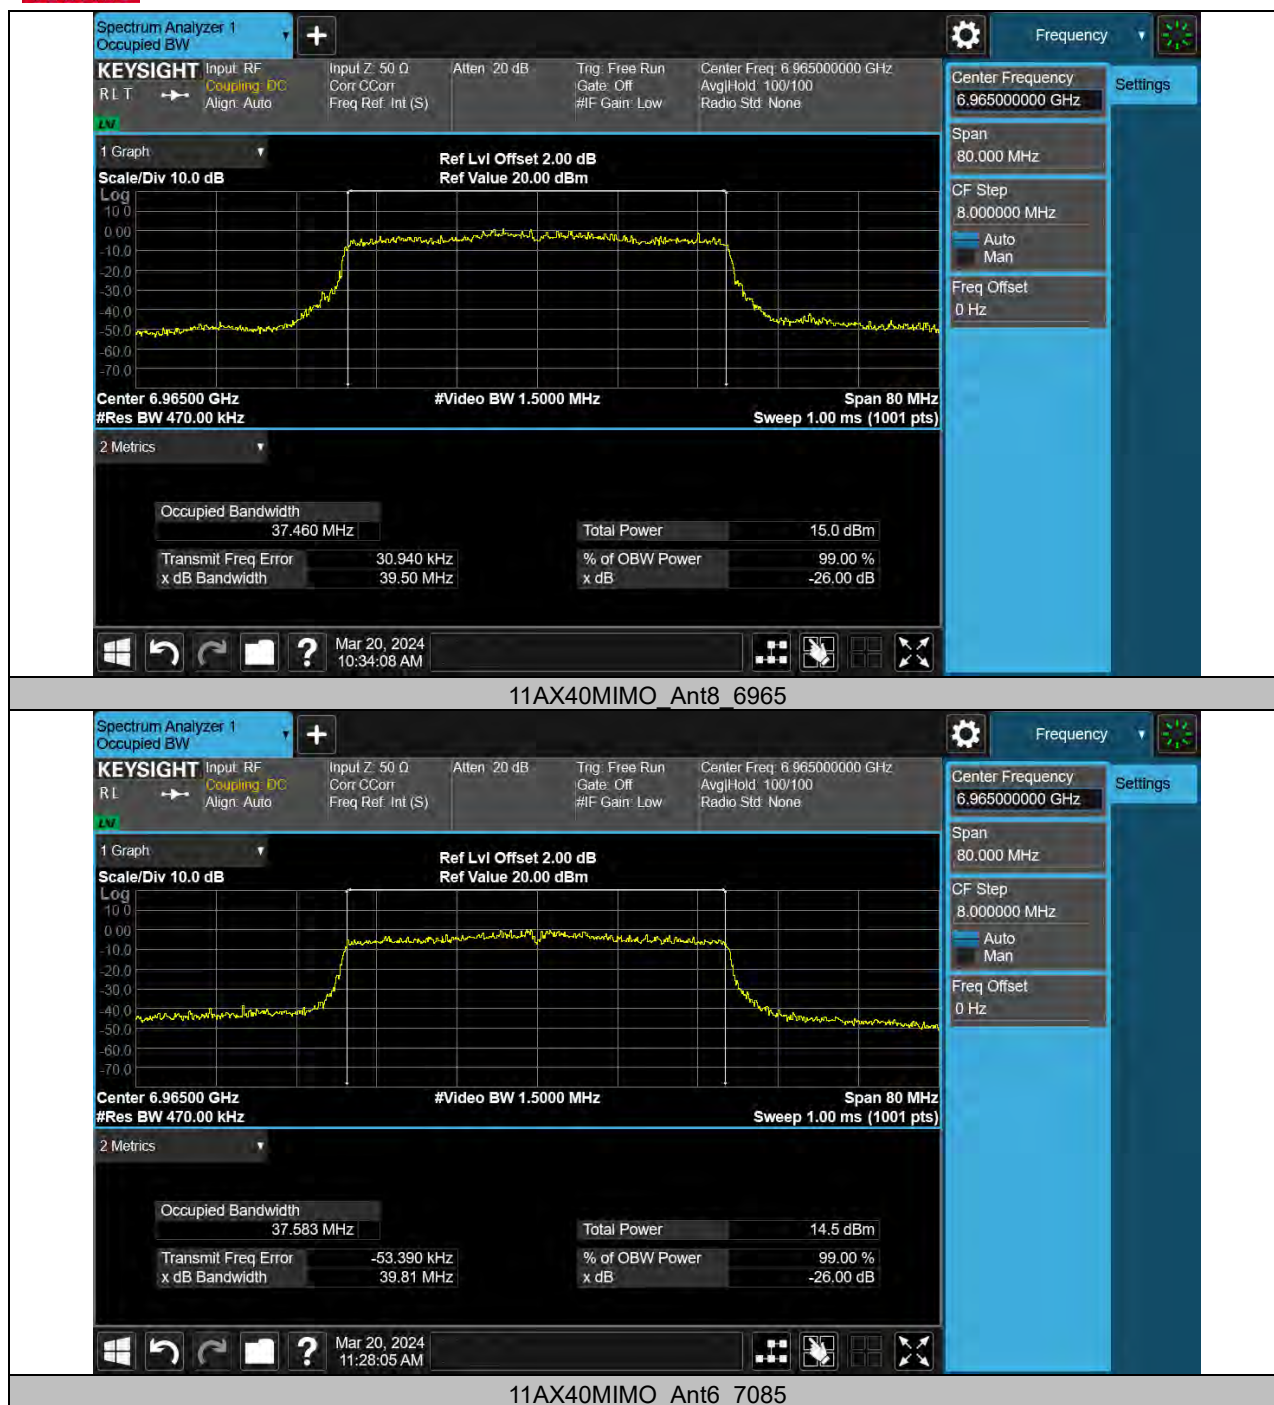 Spectrum Analyzer 1
Occupied BW
Frequency
KEYSIGHT
R L T
LNI
Input: RF
Coupling: DC
Align: Auto
Input Z: 50 Ω
Corr CCorr
Freq Ref: Int (S)
Atten: 20 dB
Trig: Free Run
Gate: Off
#IF Gain: Low
Center Freq: 6.965000000 GHz
Avg|Hold: 100/100
Radio Std: None
Center Frequency
6.965000000 GHz
Settings
Span
80.000 MHz
CF Step
8.000000 MHz
Auto
Man
Freq Offset
0 Hz
1 Graph
Scale/Div 10.0 dB
Ref Lvl Offset 2.00 dB
Ref Value 20.00 dBm
Log
10.0
0.00
-10.0
-20.0
-30.0
-40.0
-50.0
-60.0
-70.0
Center 6.96500 GHz
#Res BW 470.00 kHz
#Video BW 1.5000 MHz
Span 80 MHz
Sweep 1.00 ms (1001 pts)
2 Metrics
Occupied Bandwidth
37.460 MHz
Total Power 15.0 dBm
Transmit Freq Error 30.940 kHz
% of OBW Power 99.00 %
x dB Bandwidth 39.50 MHz
x dB -26.00 dB
Mar 20, 2024
10:34:08 AM
11AX40MIMO_Ant8_6965
Spectrum Analyzer 1
Occupied BW
Frequency
KEYSIGHT
R L
Input: RF
Coupling: DC
Align: Auto
Input Z: 50 Ω
Corr CCorr
Freq Ref: Int (S)
Atten: 20 dB
Trig: Free Run
Gate: Off
#IF Gain: Low
Center Freq: 6.965000000 GHz
Avg|Hold: 100/100
Radio Std: None
Center Frequency
6.965000000 GHz
Settings
Span
80.000 MHz
CF Step
8.000000 MHz
Auto
Man
Freq Offset
0 Hz
1 Graph
Scale/Div 10.0 dB
Ref Lvl Offset 2.00 dB
Ref Value 20.00 dBm
Log
10.0
0.00
-10.0
-20.0
-30.0
-40.0
-50.0
-60.0
-70.0
Center 6.96500 GHz
#Res BW 470.00 kHz
#Video BW 1.5000 MHz
Span 80 MHz
Sweep 1.00 ms (1001 pts)
2 Metrics
Occupied Bandwidth
37.583 MHz
Total Power 14.5 dBm
Transmit Freq Error -53.390 kHz
% of OBW Power 99.00 %
x dB Bandwidth 39.81 MHz
x dB -26.00 dB
Mar 20, 2024
11:28:05 AM
11AX40MIMO_Ant6_7085